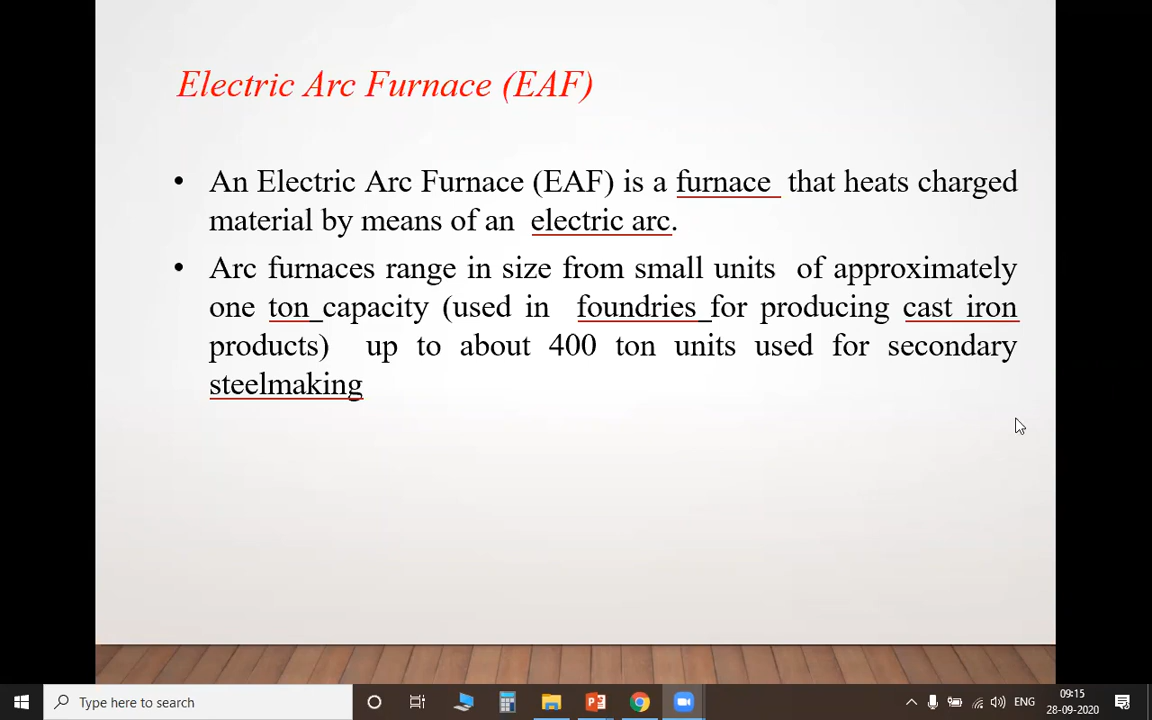 Electric Arc Furnace (EAF)
• An Electric Arc Furnace (EAF) is a furnace that heats charged
material by means of an electric arc.
• Arc furnaces range in size from small units of approximately
one ton capacity (used in foundries for producing cast iron
products) up to about 400 ton units used for secondary
steelmaking
Type here to search
ENG
09:15
28-09-2020